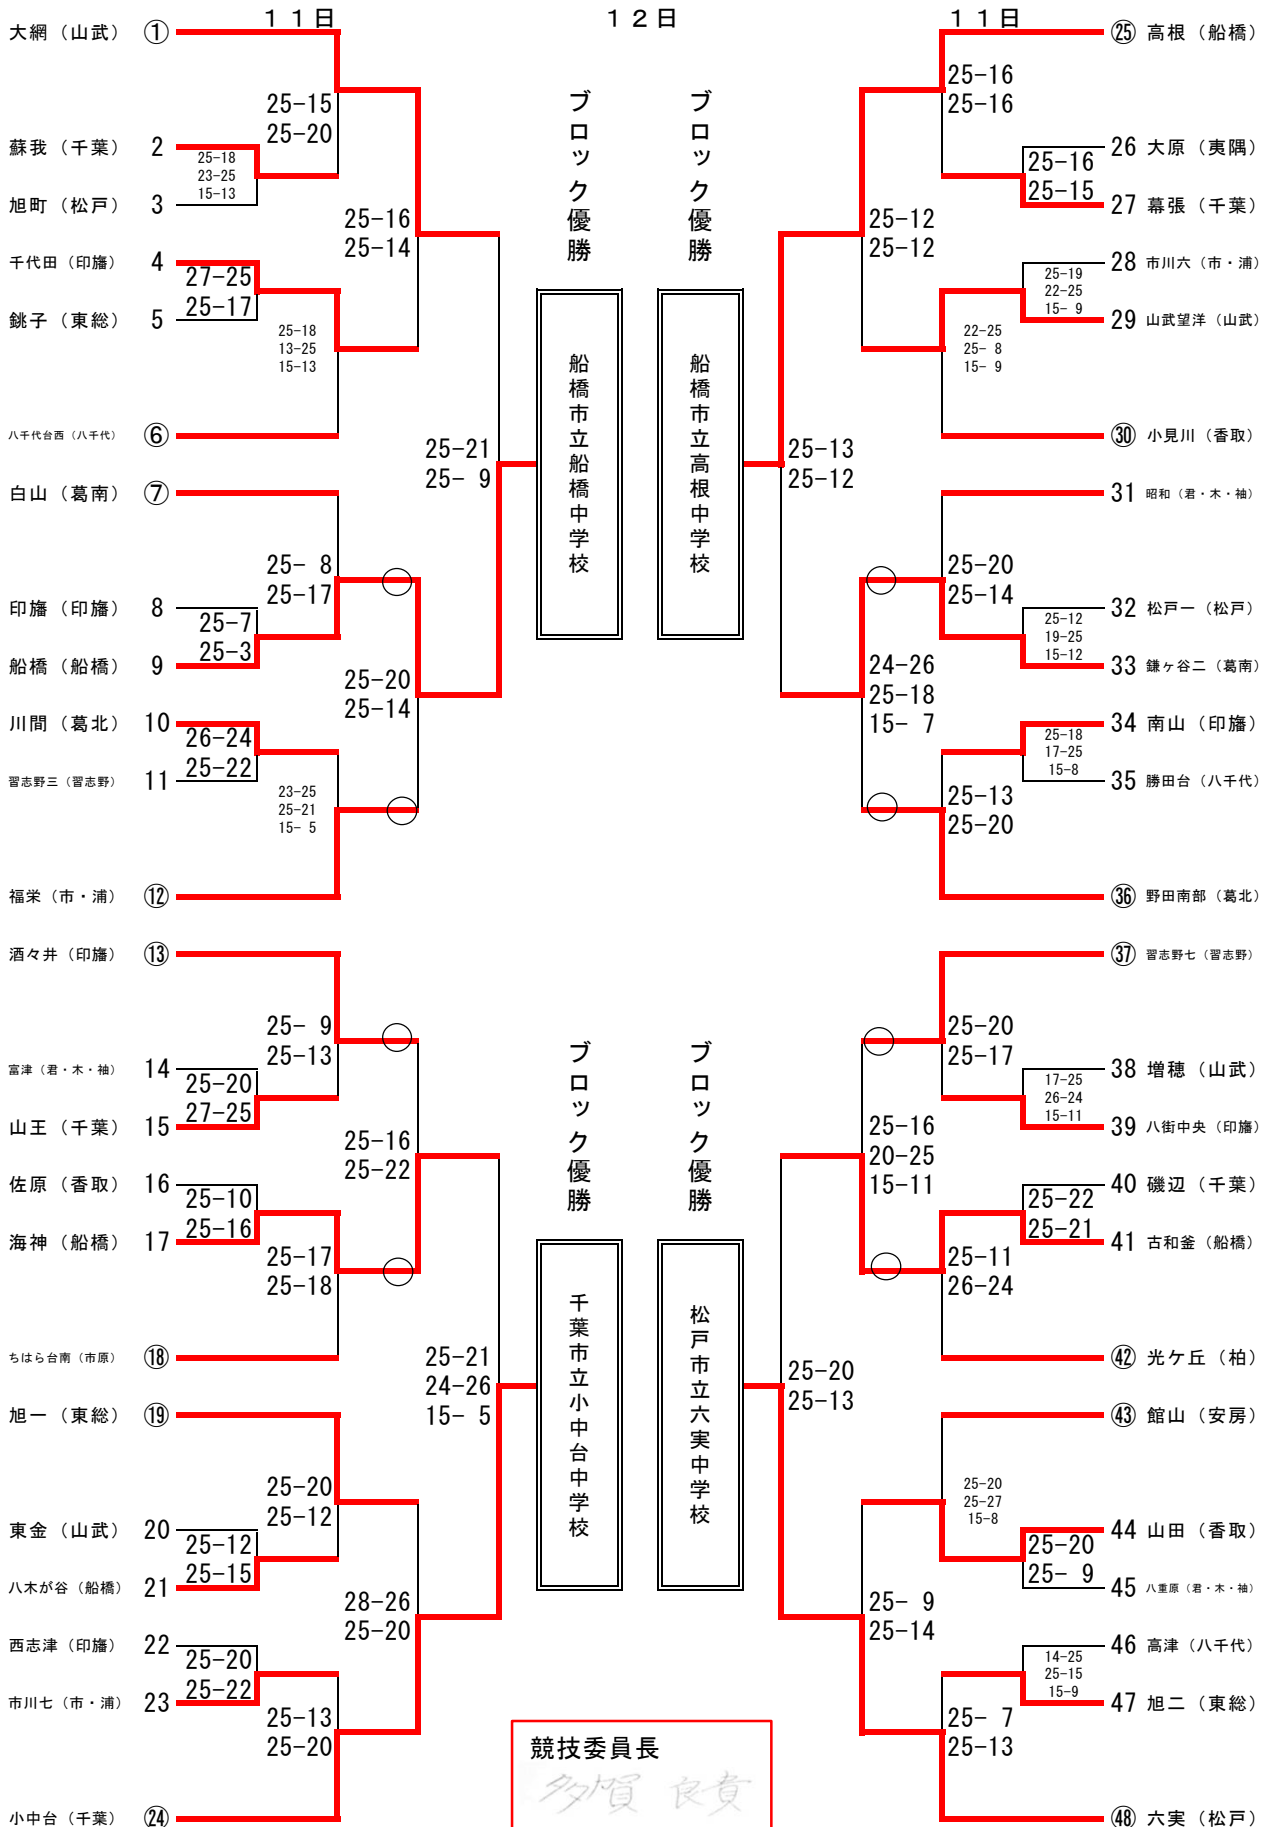 １１日
１２日
１１日
大網（山武） ①
25-15
25-20
蘇我（千葉） 2
25-18
23-25
15-13
旭町（松戸） 3
25-16
25-14
千代田（印旛） 4
27-25
25-17
銚子（東総） 5
25-18
13-25
15-13
八千代台西（八千代） ⑥
25-21
25- 9
白山（葛南） ⑦
25- 8
25-17
印旛（印旛） 8
25-7
25-3
船橋（船橋） 9
25-20
25-14
川間（葛北） 10
26-24
25-22
習志野三（習志野） 11
23-25
25-21
15- 5
福栄（市・浦） ⑫
ブロック優勝
船橋市立船橋中学校
ブロック優勝
船橋市立高根中学校
㉕ 高根（船橋）
25-16
25-16
26 大原（夷隅）
25-16
25-15
27 幕張（千葉）
25-12
25-12
28 市川六（市・浦）
25-19
22-25
15- 9
29 山武望洋（山武）
22-25
25- 8
15- 9
㉚ 小見川（香取）
25-13
25-12
31 昭和（君・木・袖）
25-20
25-14
32 松戸一（松戸）
25-12
19-25
15-12
33 鎌ヶ谷二（葛南）
24-26
25-18
15- 7
34 南山（印旛）
25-18
17-25
15-8
35 勝田台（八千代）
25-13
25-20
㊱ 野田南部（葛北）
酒々井（印旛） ⑬
25- 9
25-13
富津（君・木・袖） 14
25-20
27-25
山王（千葉） 15
25-16
25-22
佐原（香取） 16
25-10
25-16
海神（船橋） 17
25-17
25-18
ちはら台南（市原） ⑱
25-21
24-26
15- 5
旭一（東総） ⑲
25-20
25-12
東金（山武） 20
25-12
25-15
八木が谷（船橋） 21
28-26
25-20
西志津（印旛） 22
25-20
25-22
市川七（市・浦） 23
25-13
25-20
小中台（千葉） ㉔
ブロック優勝
千葉市立小中台中学校
ブロック優勝
松戸市立六実中学校
㊲ 習志野七（習志野）
25-20
25-17
38 増穂（山武）
17-25
26-24
15-11
39 八街中央（印旛）
25-16
20-25
15-11
40 磯辺（千葉）
25-22
25-21
41 古和釜（船橋）
25-11
26-24
㊷ 光ケ丘（柏）
25-20
25-13
㊸ 館山（安房）
25-20
25-27
15-8
44 山田（香取）
25-20
25- 9
45 八重原（君・木・袖）
25- 9
25-14
46 高津（八千代）
14-25
25-15
15-9
47 旭二（東総）
25- 7
25-13
㊽ 六実（松戸）
競技委員長
多賀 良貴